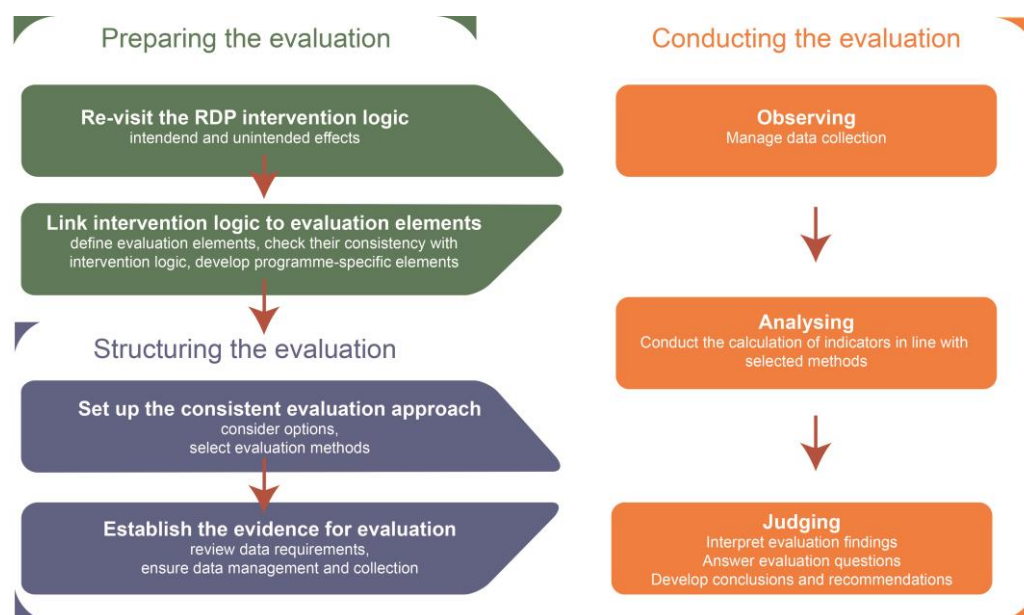 Preparing the evaluation
Re-visit the RDP intervention logic
intendend and unintended effects
Link intervention logic to evaluation elements
define evaluation elements, check their consistency with
intervention logic, develop programme-specific elements
Structuring the evaluation
Set up the consistent evaluation approach
consider options,
select evaluation methods
Establish the evidence for evaluation
review data requirements,
ensure data management and collection
Conducting the evaluation
Observing
Manage data collection
Analysing
Conduct the calculation of indicators in line with
selected methods
Judging
Interpret evaluation findings
Answer evaluation questions
Develop conclusions and recommendations